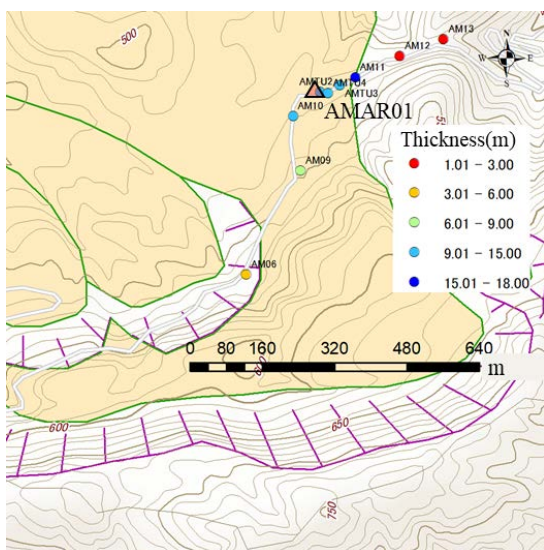 500
AM13
AM12
N
W E
S
AM11
AMTU2
AMTU4
AMTU3
AM10
AMAR01
Thickness(m)
1.01 – 3.00
3.01 – 6.00
6.01 – 9.00
9.01 – 15.00
15.01 – 18.00
AM09
AM06
0 80 160 320 480 640
m
600
650
750